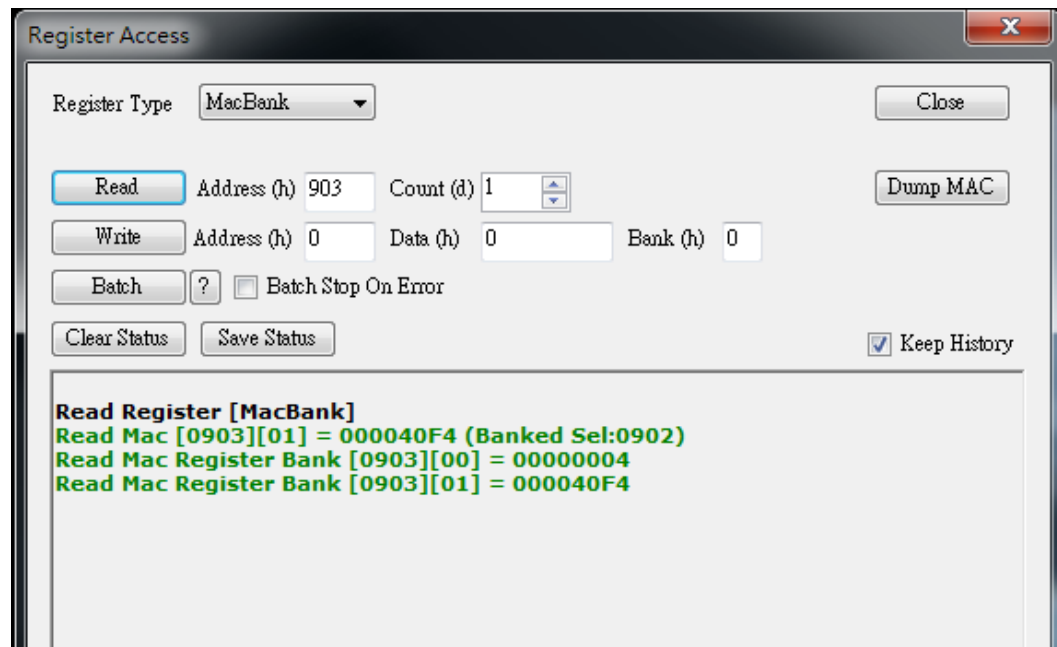 Register Access
Register Type MacBank Close
Read Address (h) 903 Count (d) 1 Dump MAC
Write Address (h) 0 Data (h) 0 Bank (h) 0
Batch ? Batch Stop On Error
Clear Status Save Status Keep History
Read Register [MacBank]
Read Mac [0903][01] = 000040F4 (Banked Sel:0902)
Read Mac Register Bank [0903][00] = 00000004
Read Mac Register Bank [0903][01] = 000040F4